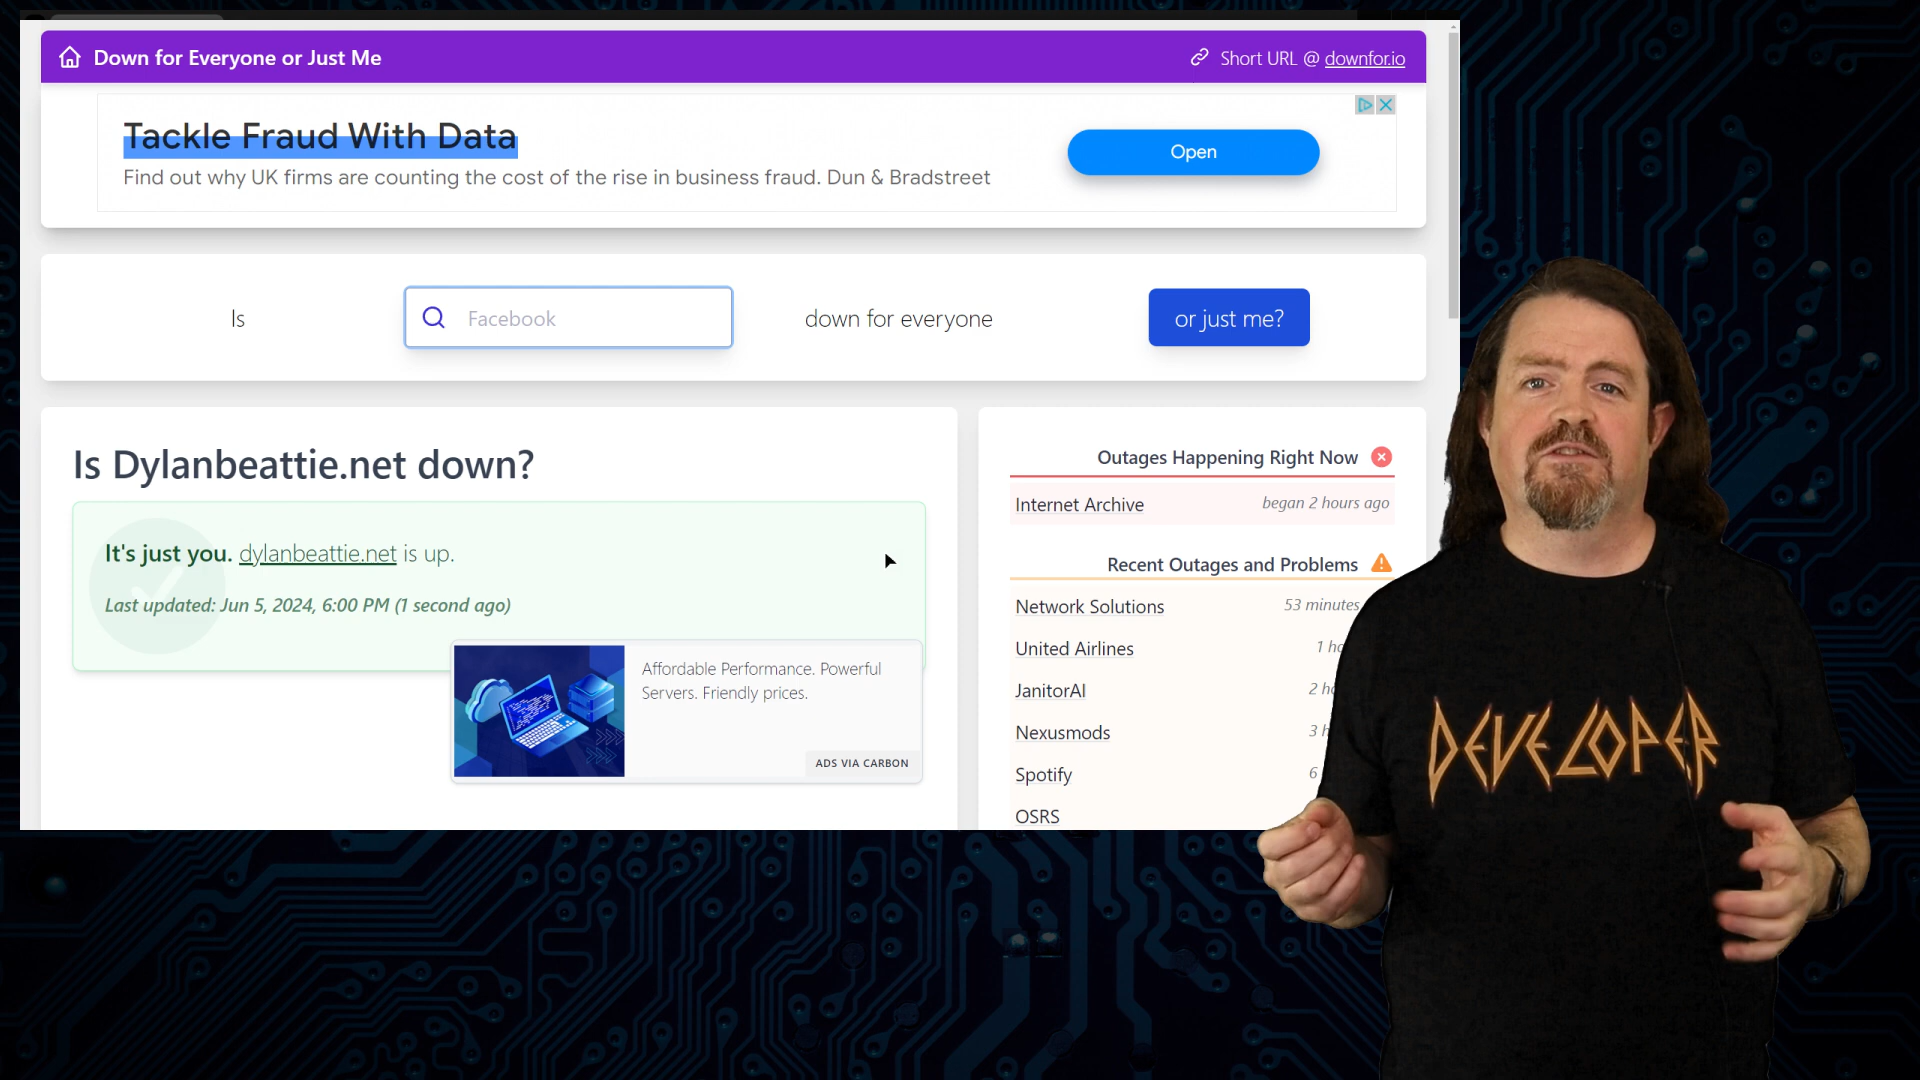 Down for Everyone or Just Me
Short URL @ downfor.io
Tackle Fraud With Data
Find out why UK firms are counting the cost of the rise in business fraud. Dun & Bradstreet
Open
Is
Facebook
down for everyone
or just me?
Is Dylanbeattie.net down?
It's just you. dylanbeattie.net is up.
Last updated: Jun 5, 2024, 6:00 PM (1 second ago)
Affordable Performance. Powerful
Servers. Friendly prices.
ADS VIA CARBON
Outages Happening Right Now
Internet Archive began 2 hours ago
Recent Outages and Problems
Network Solutions 53 minutes
United Airlines 1
JanitorAI 2
Nexusmods 3
Spotify 6
OSRS
DEVELOPER